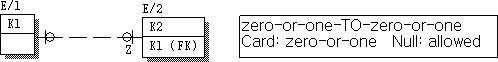 E/1
K1
E/2
K2
K1 (FK)
Z
zero-or-one-TO-zero-or-one
Card: zero-or-one Null: allowed